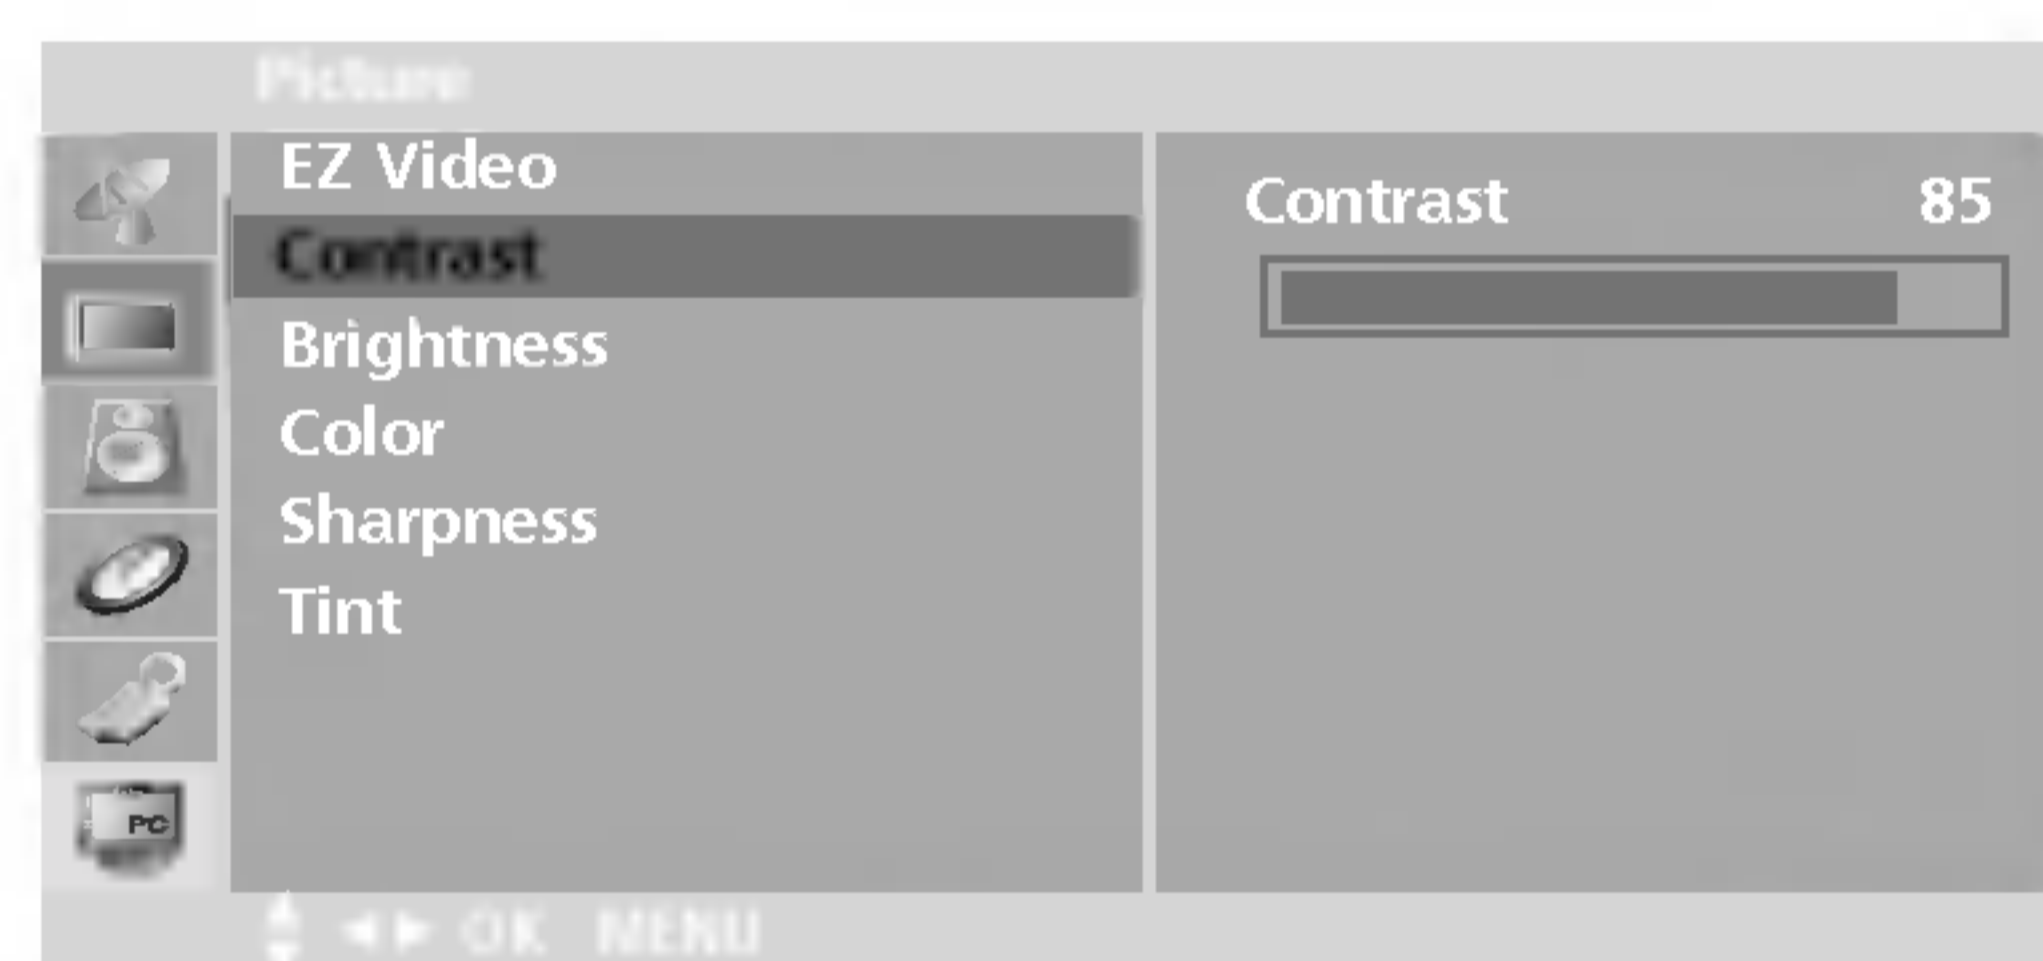 Picture
EZ Video
Contrast
Brightness
Color
Sharpness
Tint
Contrast 85
PC
OK MENU